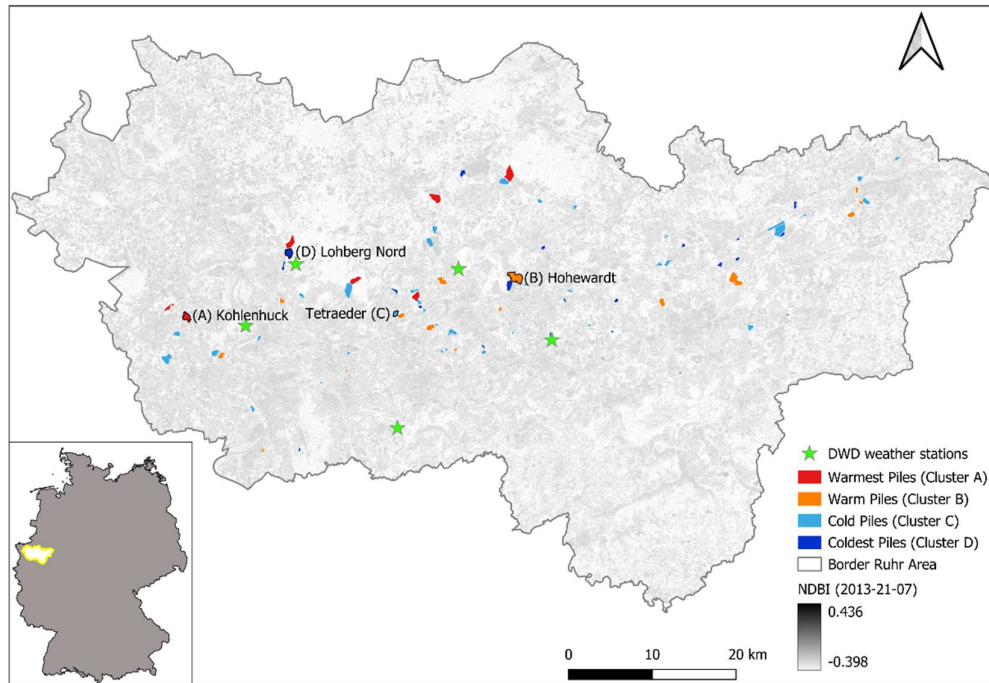 (D) Lohberg Nord
(B) Hohewardt
Tetraeder (C)
(A) Kohlenhuck
DWD weather stations
Warmest Piles (Cluster A)
Warm Piles (Cluster B)
Cold Piles (Cluster C)
Coldest Piles (Cluster D)
Border Ruhr Area
NDBI (2013-21-07)
0.436
-0.398
0 10 20 km